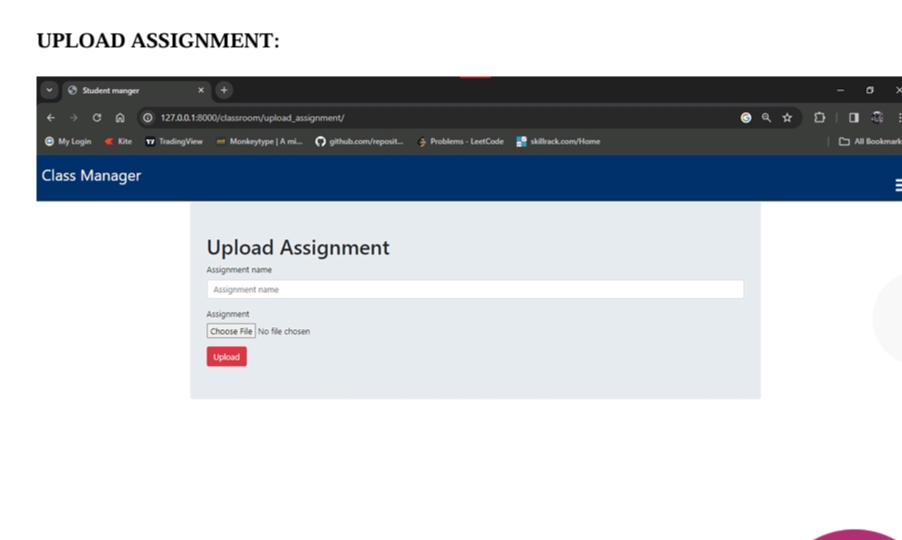 UPLOAD ASSIGNMENT:
Student manger
127.0.0.1:8000/classroom/upload_assignment/
My Login Kite TradingView Monkeytype | A mi... github.com/reposit... Problems - LeetCode skillrack.com/Home All Bookmark
Class Manager
Upload Assignment
Assignment name
Assignment name
Assignment
Choose File No file chosen
Upload